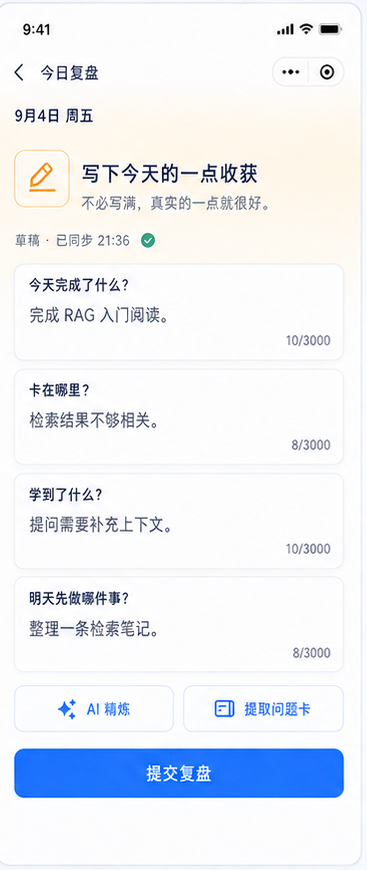 9:41
今日复盘
9月4日 周五
写下今天的一点收获
不必写满，真实的一点就很好。
草稿 · 已同步 21:36
今天完成了什么？
完成 RAG 入门阅读。
10/3000
卡在哪里？
检索结果不够相关。
8/3000
学到了什么？
提问需要补充上下文。
10/3000
明天先做哪件事？
整理一条检索笔记。
8/3000
AI 精炼
提取问题卡
提交复盘